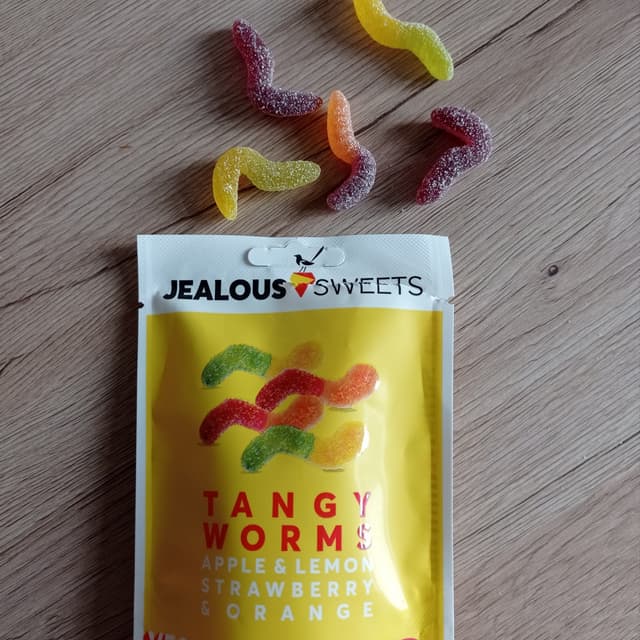 JEALOUS SWEETS
TANGY
WORMS
APPLE & LEMON
STRAWBERRY
& ORANGE